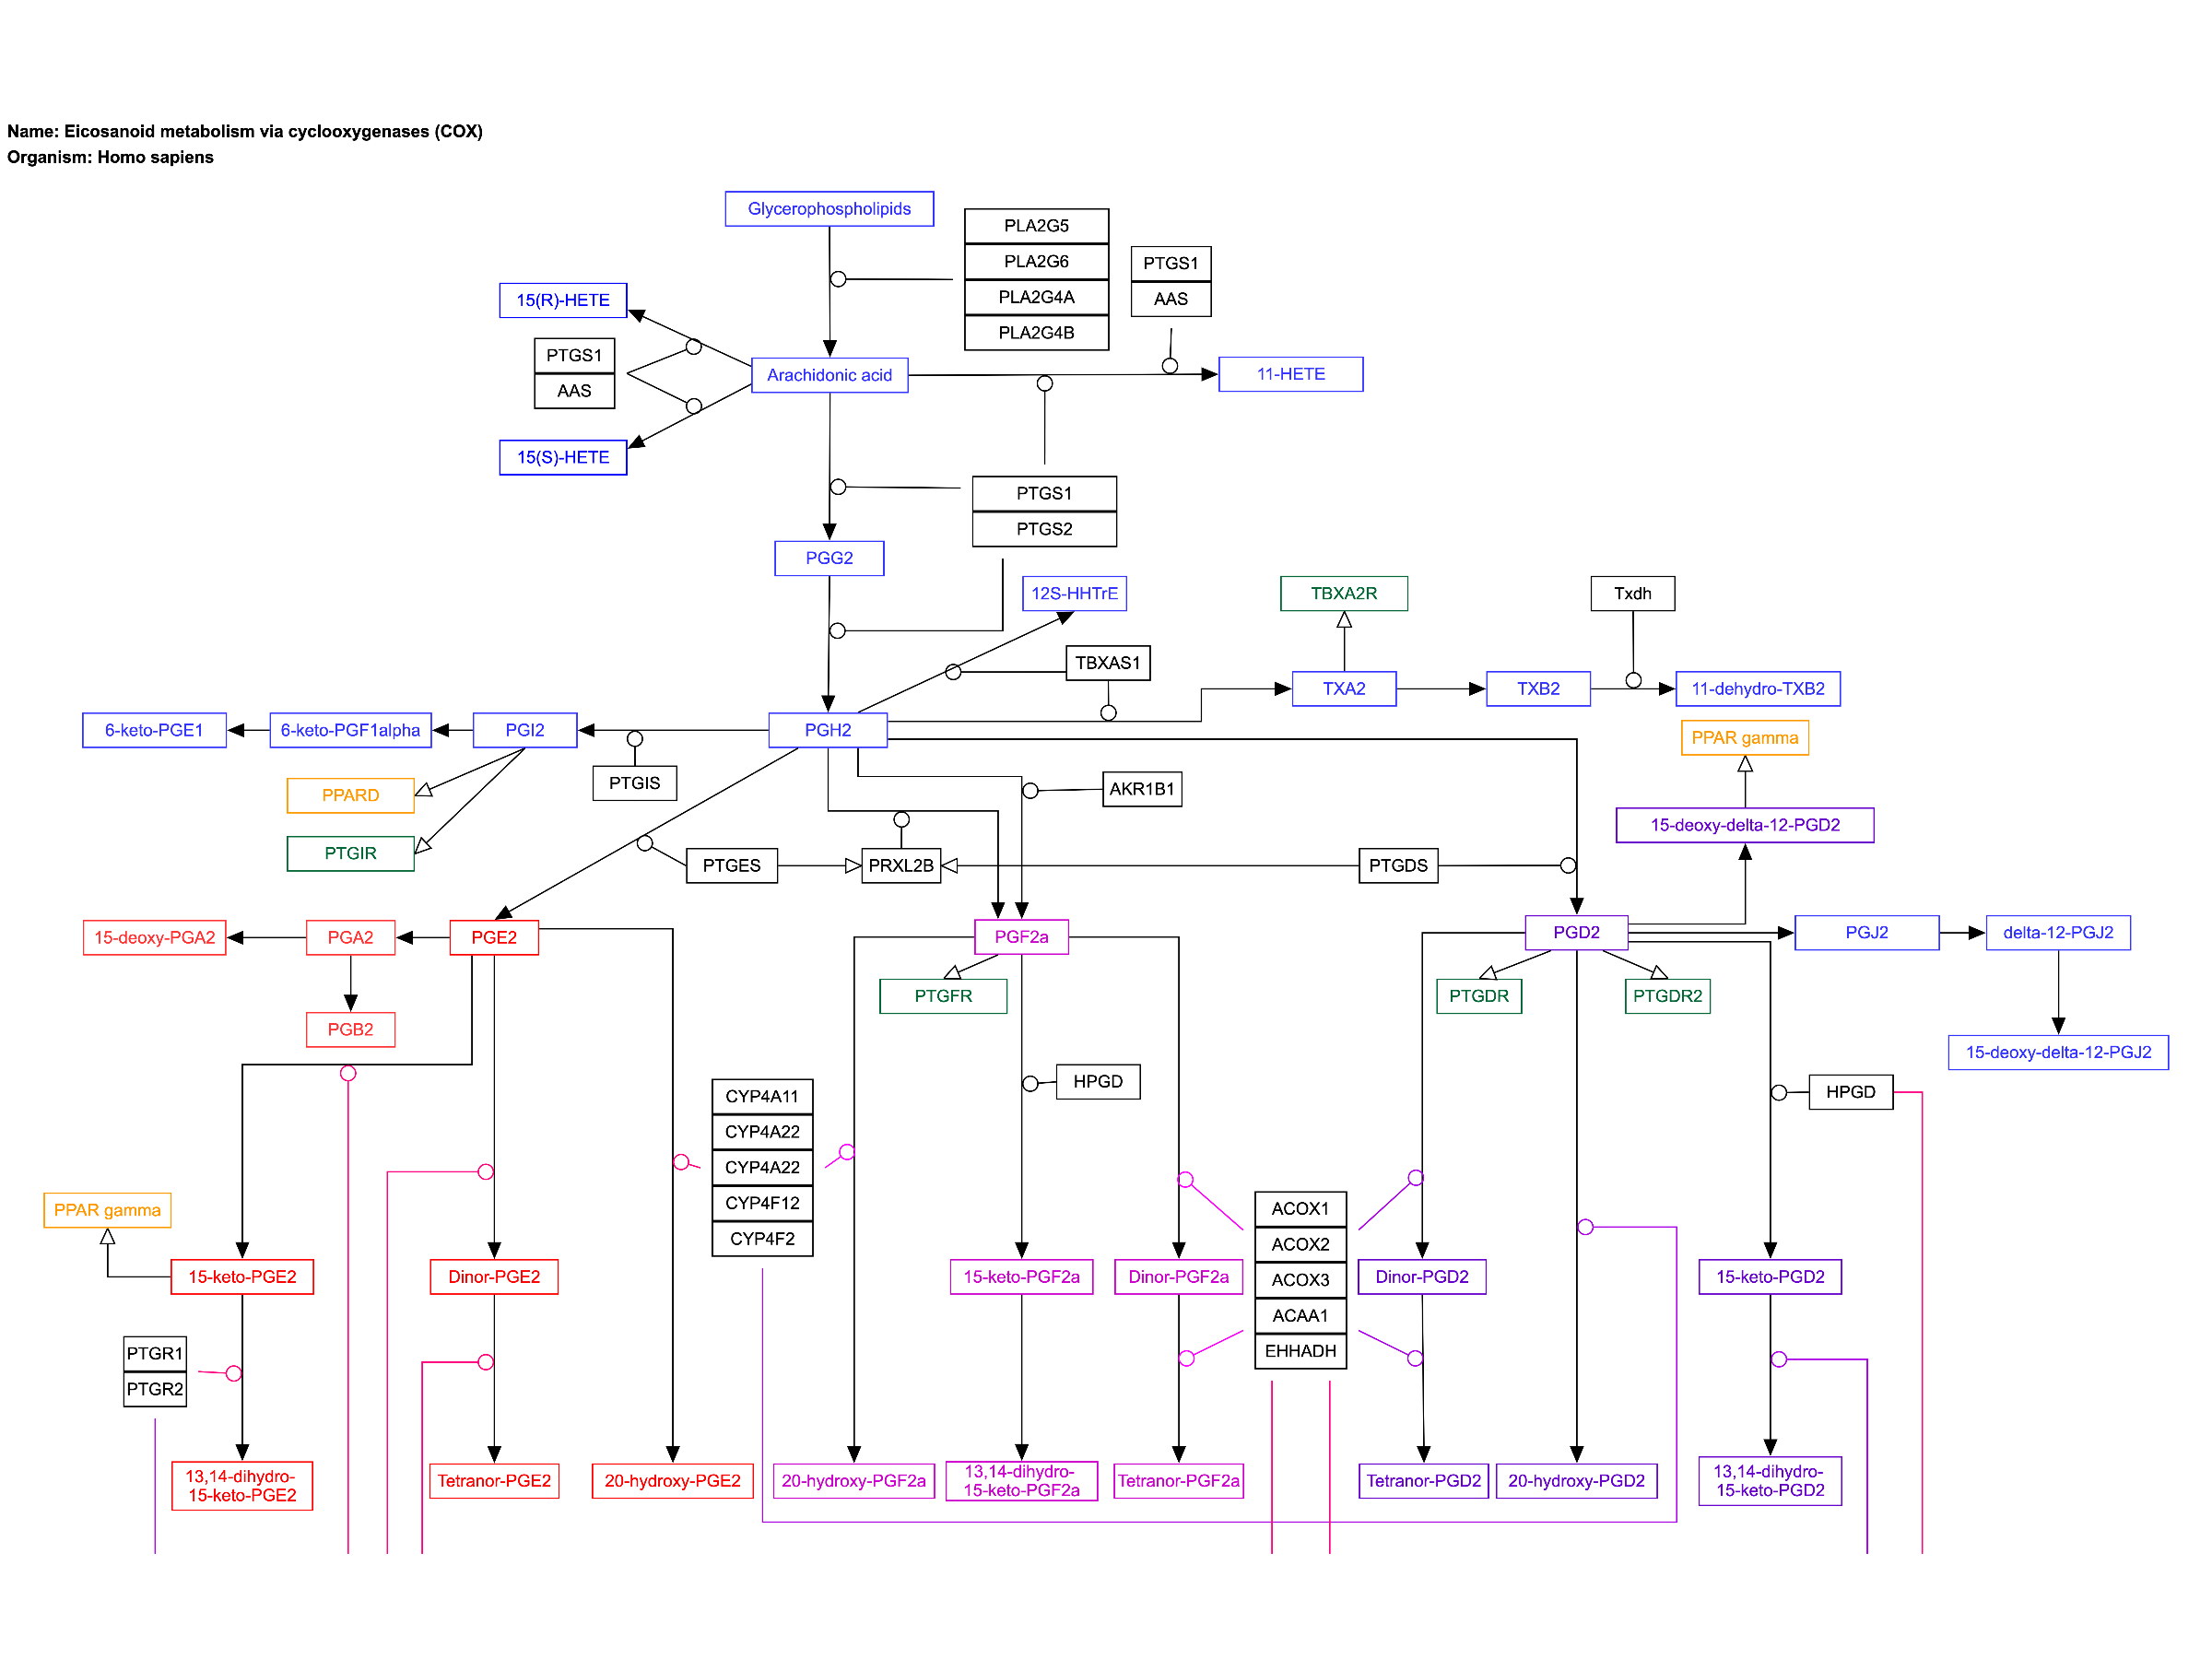 Name: Eicosanoid metabolism via cyclooxygenases (COX)
Organism: Homo sapiens
Glycerophospholipids
PLA2G5
PLA2G6
PLA2G4A
PLA2G4B
PTGS1
AAS
15(R)-HETE
PTGS1
AAS
Arachidonic acid
11-HETE
15(S)-HETE
PTGS1
PTGS2
PGG2
12S-HHTrE
TBXA2R
Txdh
TBXAS1
TXA2
TXB2
11-dehydro-TXB2
6-keto-PGE1
6-keto-PGF1alpha
PGI2
PGH2
PPAR gamma
PPARD
PTGIS
AKR1B1
15-deoxy-delta-12-PGD2
PTGIR
PTGES
PRXL2B
PTGDS
15-deoxy-PGA2
PGA2
PGE2
PGF2a
PGD2
PGJ2
delta-12-PGJ2
PTGFR
PTGDR
PTGDR2
PGB2
15-deoxy-delta-12-PGJ2
HPGD
HPGD
CYP4A11
CYP4A22
CYP4A22
CYP4F12
CYP4F2
PPAR gamma
ACOX1
ACOX2
ACOX3
ACAA1
EHHADH
15-keto-PGE2
Dinor-PGE2
15-keto-PGF2a
Dinor-PGF2a
Dinor-PGD2
15-keto-PGD2
PTGR1
PTGR2
13,14-dihydro-
15-keto-PGE2
Tetranor-PGE2
20-hydroxy-PGE2
20-hydroxy-PGF2a
13,14-dihydro-
15-keto-PGF2a
Tetranor-PGF2a
Tetranor-PGD2
20-hydroxy-PGD2
13,14-dihydro-
15-keto-PGD2